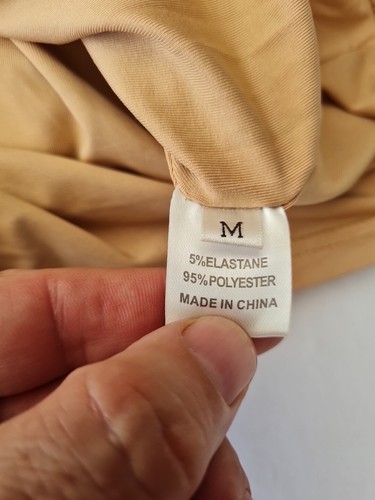 M
5%ELASTANE
95%POLYESTER
MADE IN CHINA